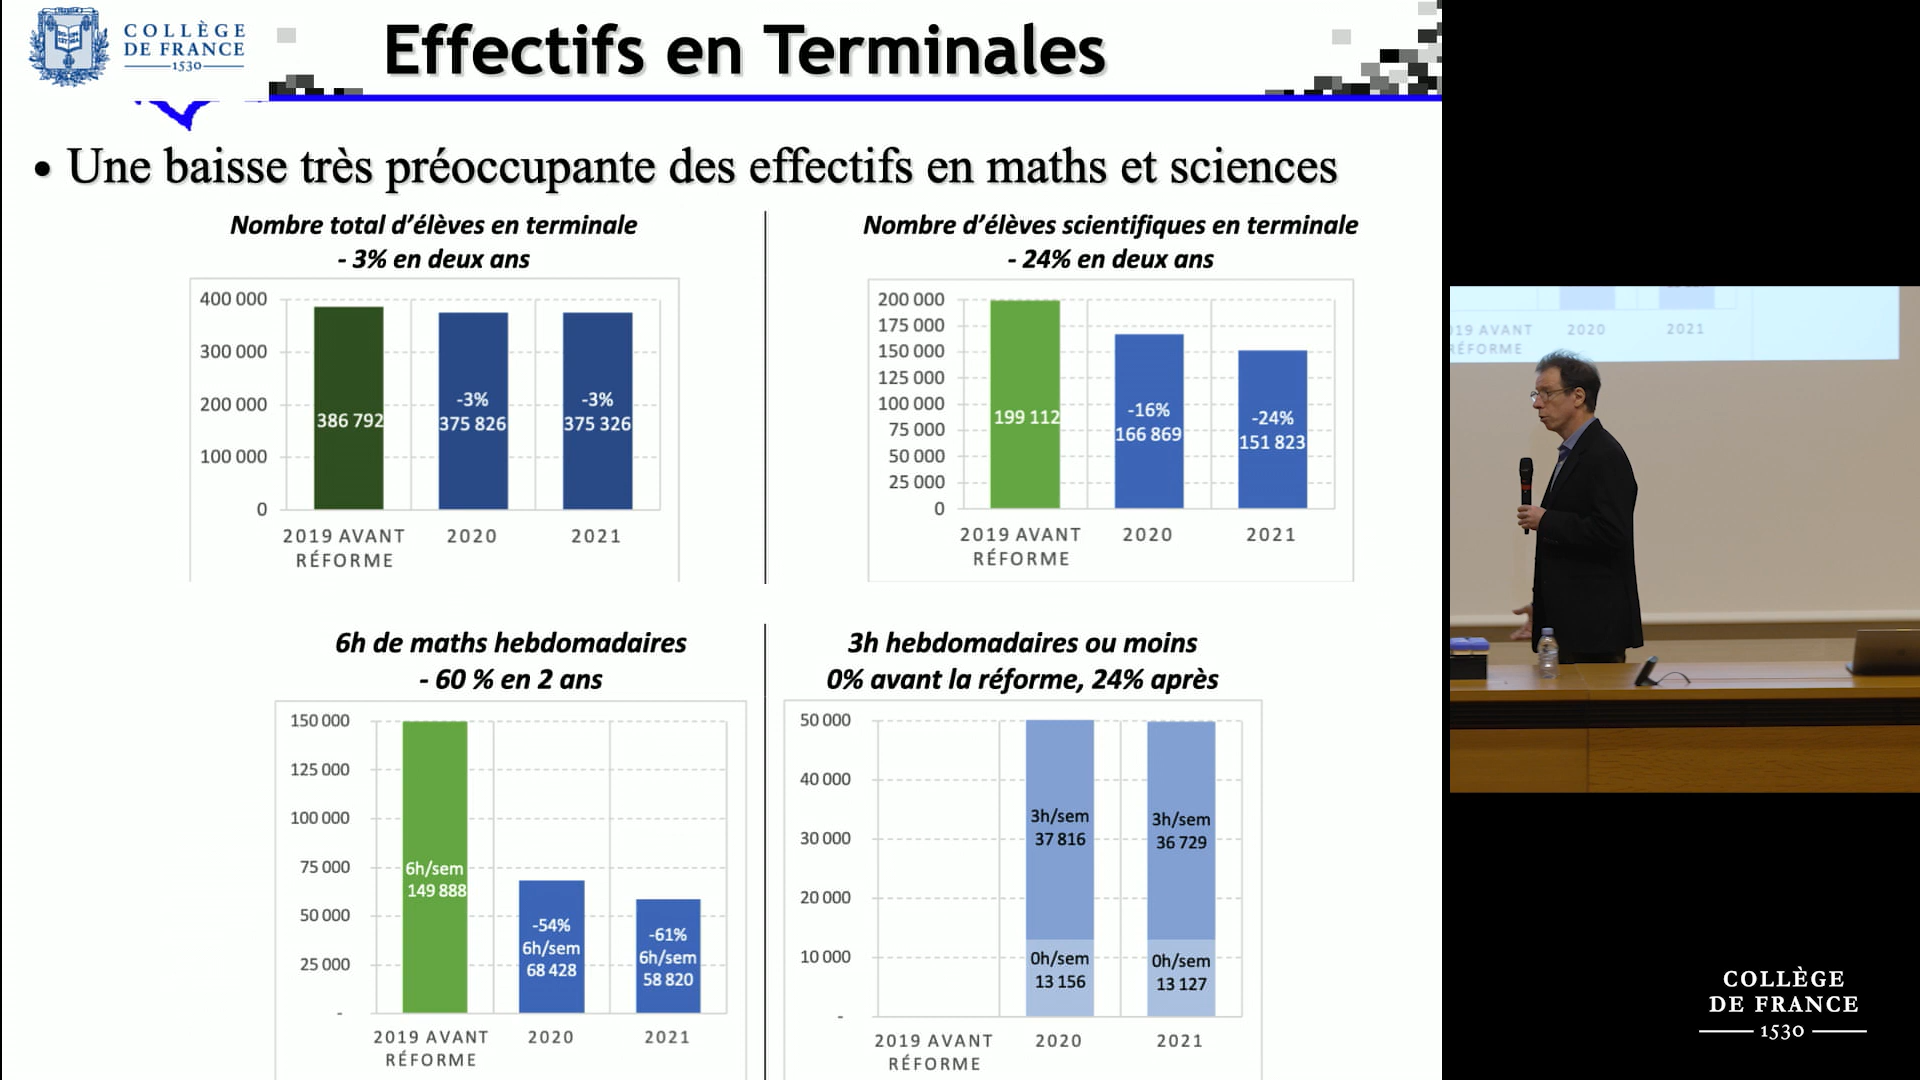 COLLÈGE
DE FRANCE
1530
Effectifs en Terminales
• Une baisse très préoccupante des effectifs en maths et sciences
Nombre total d’élèves en terminale
- 3% en deux ans
400 000
300 000
200 000
100 000
0
386 792
-3%
375 826
-3%
375 326
2019 AVANT
RÉFORME
2020
2021
Nombre d’élèves scientifiques en terminale
- 24% en deux ans
200 000
175 000
150 000
125 000
100 000
75 000
50 000
25 000
0
199 112
-16%
166 869
-24%
151 823
2019 AVANT
RÉFORME
2020
2021
6h de maths hebdomadaires
- 60 % en 2 ans
150 000
125 000
100 000
75 000
50 000
25 000
-
6h/sem
149 888
-54%
6h/sem
68 428
-61%
6h/sem
58 820
2019 AVANT
RÉFORME
2020
2021
3h hebdomadaires ou moins
0% avant la réforme, 24% après
50 000
40 000
30 000
20 000
10 000
-
3h/sem
37 816
0h/sem
13 156
3h/sem
36 729
0h/sem
13 127
2019 AVANT
RÉFORME
2020
2021
19 AVANT
RÉFORME
2020
2021
COLLÈGE
DE FRANCE
1530